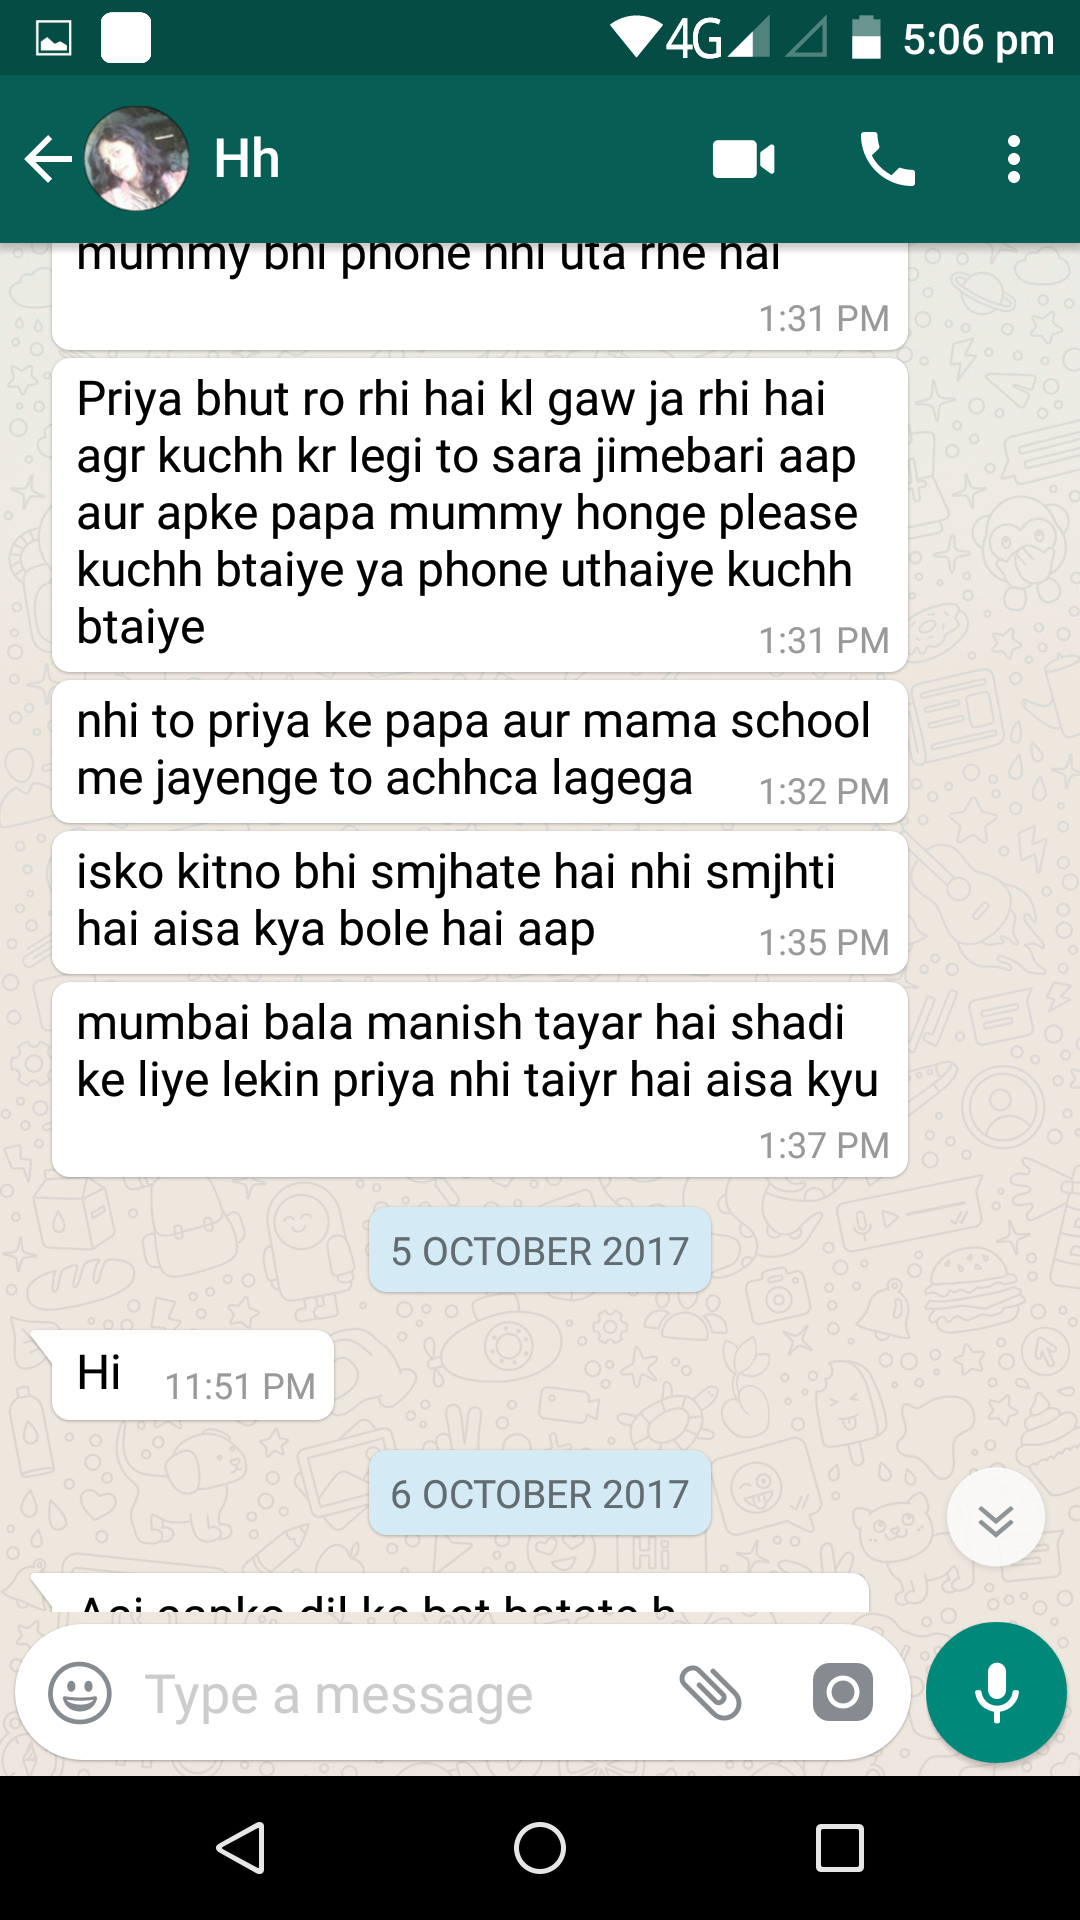 4G 5:06 pm
Hh
mummy bhi phone nhi uta rhe hai
1:31 PM
Priya bhut ro rhi hai kl gaw ja rhi hai
agr kuchh kr legi to sara jimebari aap
aur apke papa mummy honge please
kuchh btaiye ya phone uthaiye kuchh
btaiye 1:31 PM
nhi to priya ke papa aur mama school
me jayenge to achhca lagega 1:32 PM
isko kitno bhi smjhate hai nhi smjhti
hai aisa kya bole hai aap 1:35 PM
mumbai bala manish tayar hai shadi
ke liye lekin priya nhi taiyr hai aisa kyu
1:37 PM
5 OCTOBER 2017
Hi 11:51 PM
6 OCTOBER 2017
aapko dil ke bat batate h
Type a message